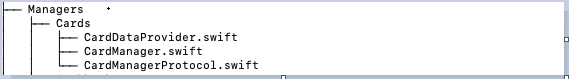 ├── Managers
│   ├── Cards
│   │   ├── CardDataProvider.swift
│   │   ├── CardManager.swift
│   │   └── CardManagerProtocol.swift